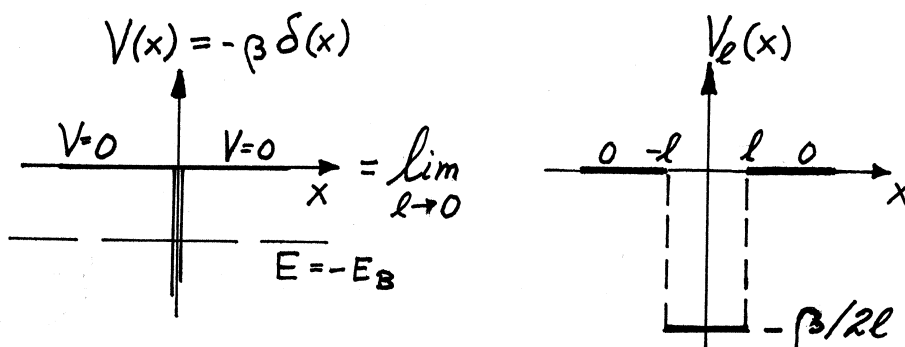 V(x) = -β δ(x)
V=0 V=0
x
E = -E_B
= lim
ℓ→0
V_ℓ(x)
0 -ℓ ℓ 0
x
-β/2ℓ